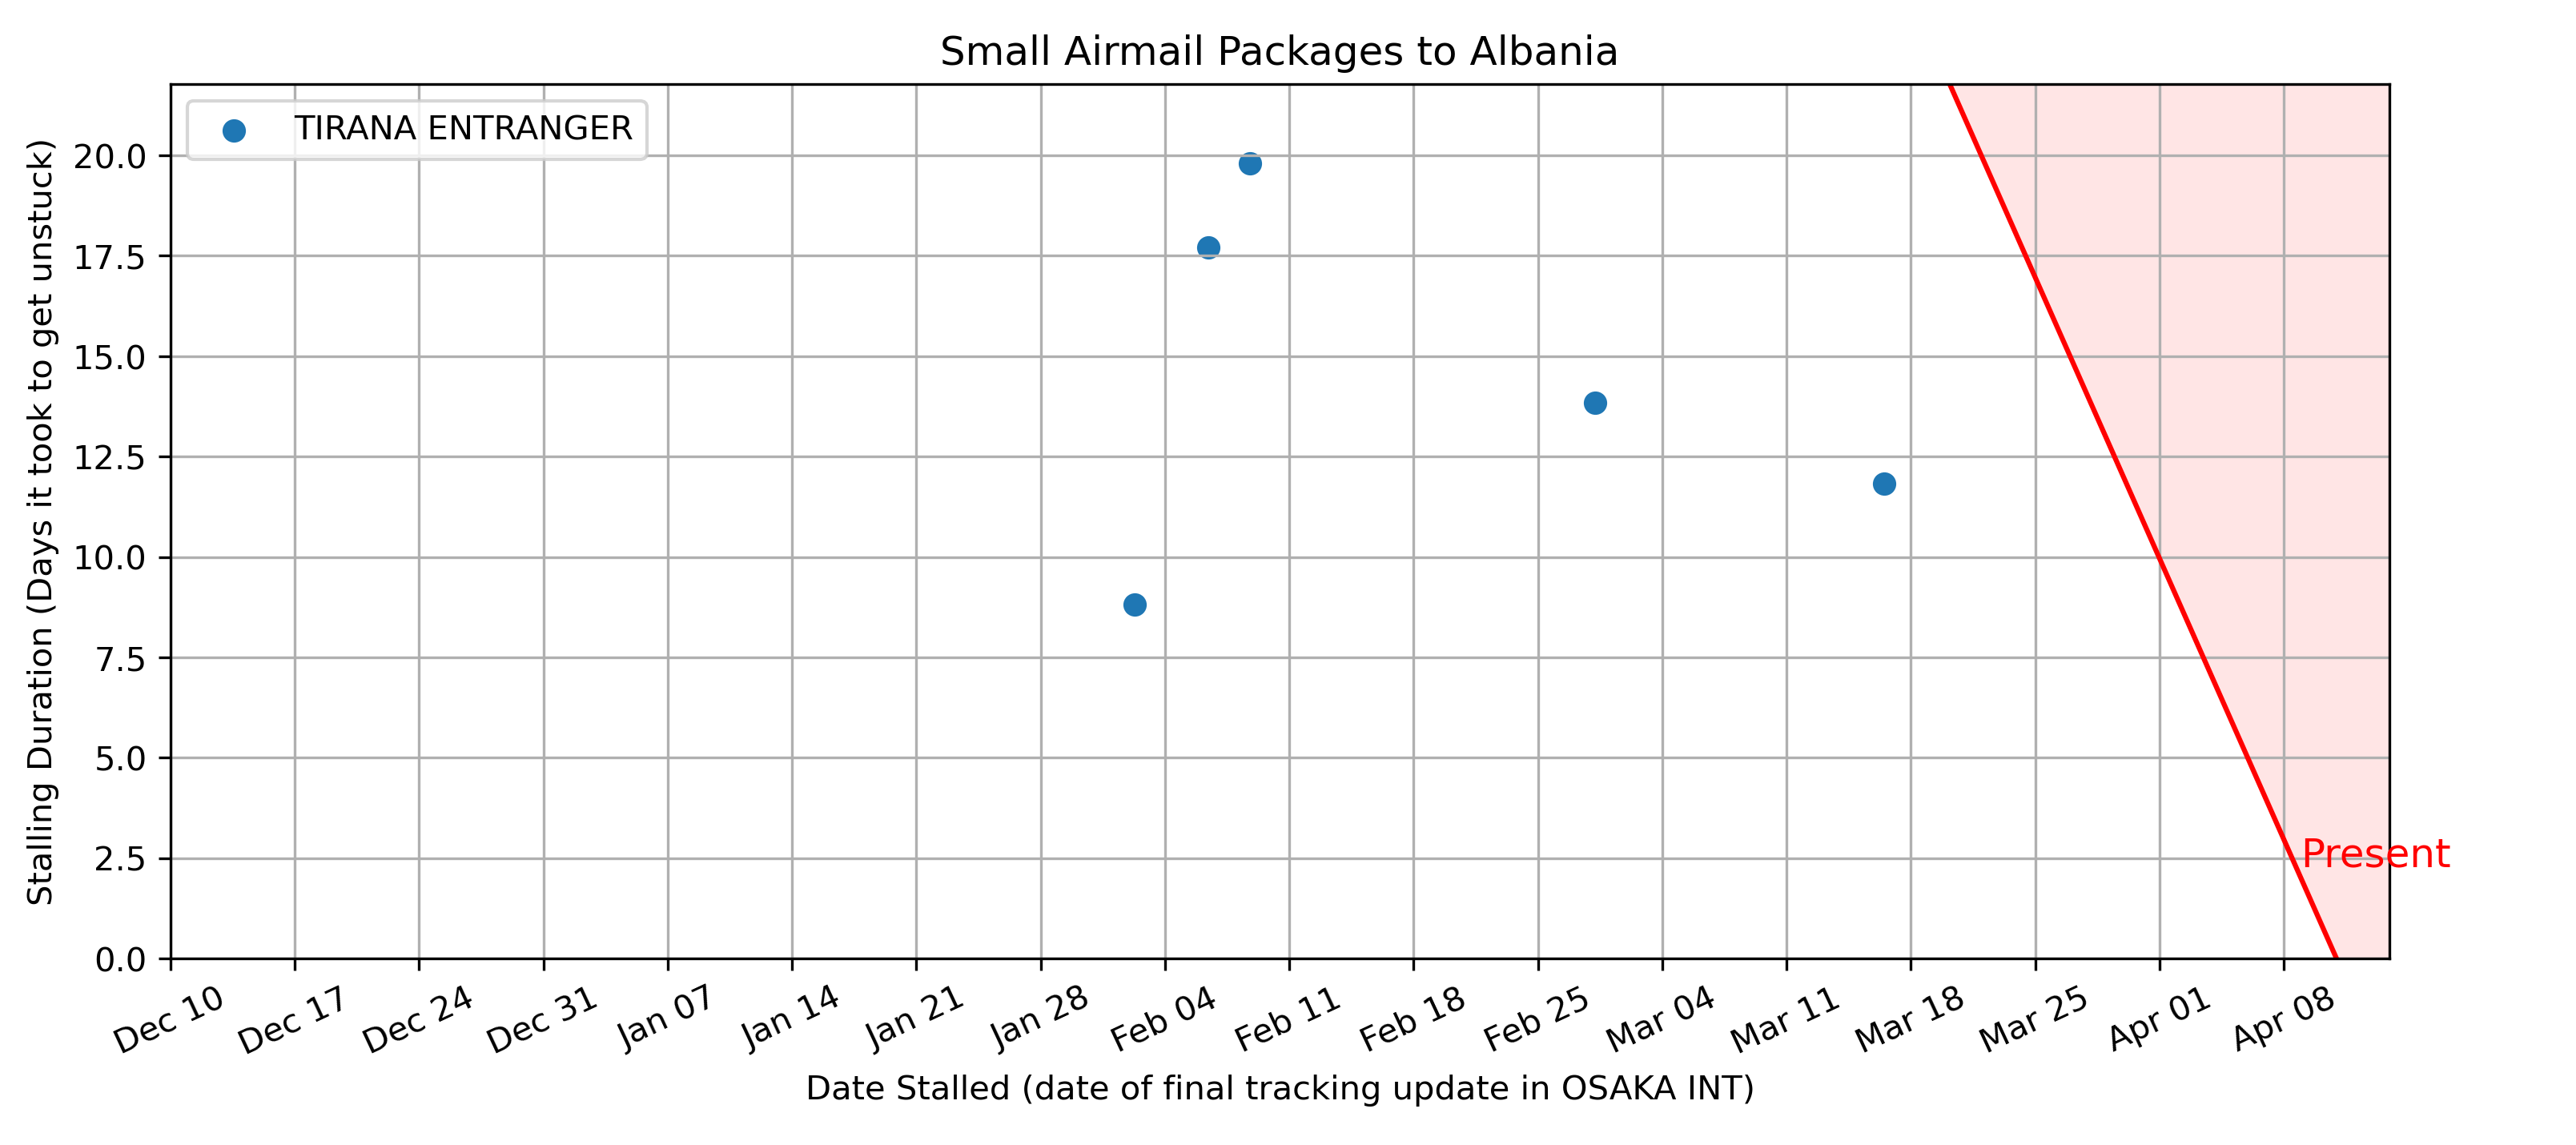 Small Airmail Packages to Albania
TIRANA ENTRANGER
Stalling Duration (Days it took to get unstuck)
20.0
17.5
15.0
12.5
10.0
7.5
5.0
2.5
0.0
Present
Dec 10
Dec 17
Dec 24
Dec 31
Jan 07
Jan 14
Jan 21
Jan 28
Feb 04
Feb 11
Feb 18
Feb 25
Mar 04
Mar 11
Mar 18
Mar 25
Apr 01
Apr 08
Date Stalled (date of final tracking update in OSAKA INT)